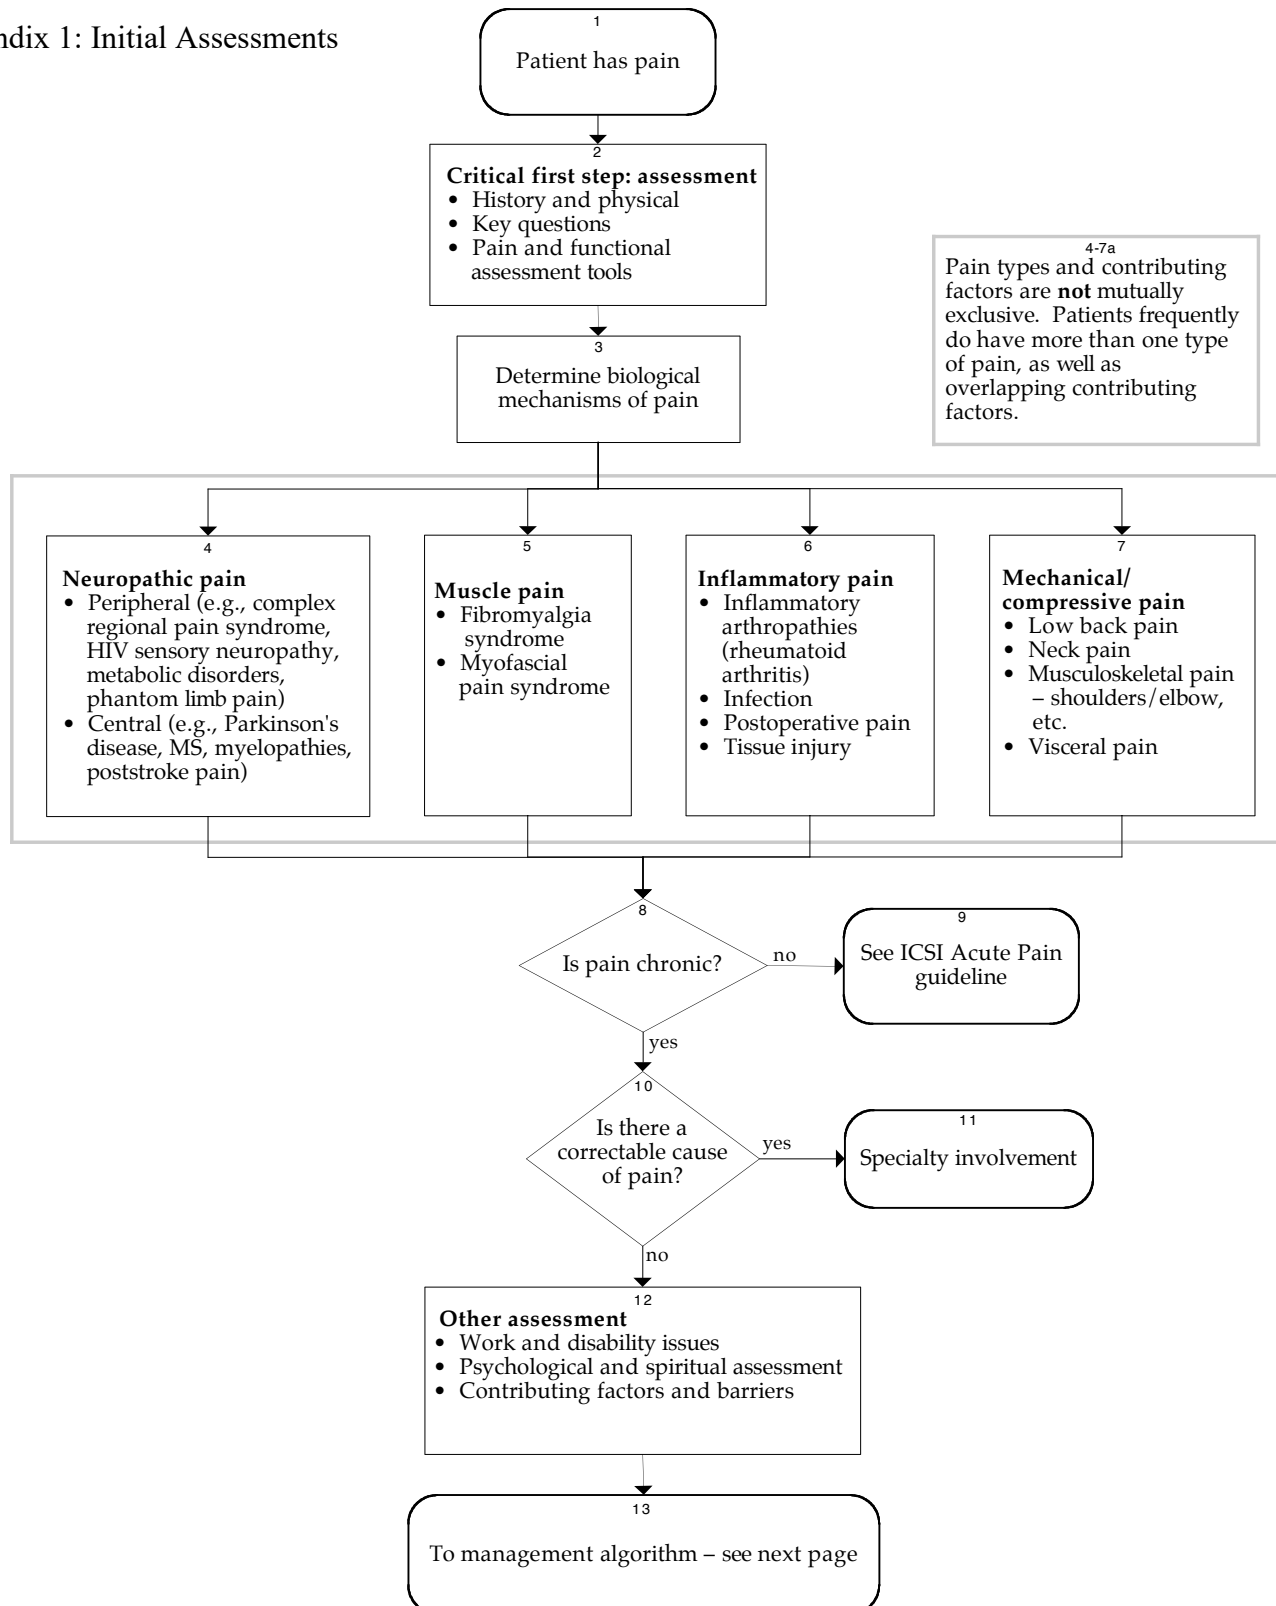 ndix 1: Initial Assessments
1
Patient has pain
2
Critical first step: assessment
• History and physical
• Key questions
• Pain and functional
assessment tools
4-7a
Pain types and contributing
factors are not mutually
exclusive. Patients frequently
do have more than one type
of pain, as well as
overlapping contributing
factors.
3
Determine biological
mechanisms of pain
4
Neuropathic pain
• Peripheral (e.g., complex
regional pain syndrome,
HIV sensory neuropathy,
metabolic disorders,
phantom limb pain)
• Central (e.g., Parkinson's
disease, MS, myelopathies,
poststroke pain)
5
Muscle pain
• Fibromyalgia
syndrome
• Myofascial
pain syndrome
6
Inflammatory pain
• Inflammatory
arthropathies
(rheumatoid
arthritis)
• Infection
• Postoperative pain
• Tissue injury
7
Mechanical/
compressive pain
• Low back pain
• Neck pain
• Musculoskeletal pain
– shoulders/elbow,
etc.
• Visceral pain
8
Is pain chronic?
no
9
See ICSI Acute Pain
guideline
yes
10
Is there a
correctable cause
of pain?
yes
11
Specialty involvement
no
12
Other assessment
• Work and disability issues
• Psychological and spiritual assessment
• Contributing factors and barriers
13
To management algorithm – see next page